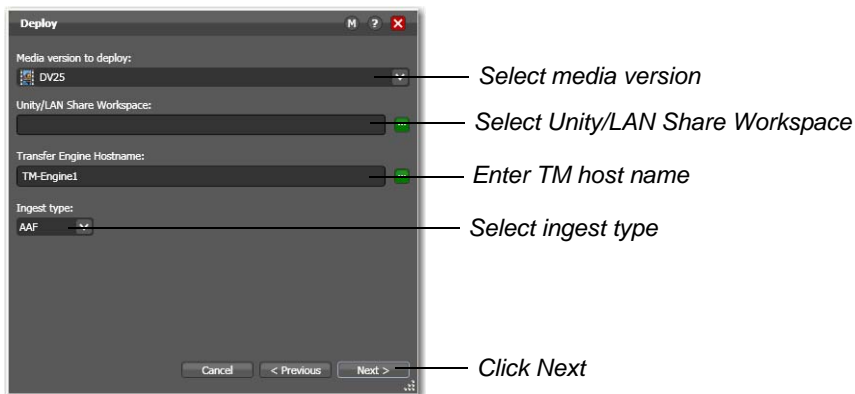 Deploy M ? X
Media version to deploy:
DV25
Select media version
Unity/LAN Share Workspace:
...
Select Unity/LAN Share Workspace
Transfer Engine Hostname:
TM-Engine1 ...
Enter TM host name
Ingest type:
AAF
Select ingest type
Cancel < Previous Next >
Click Next